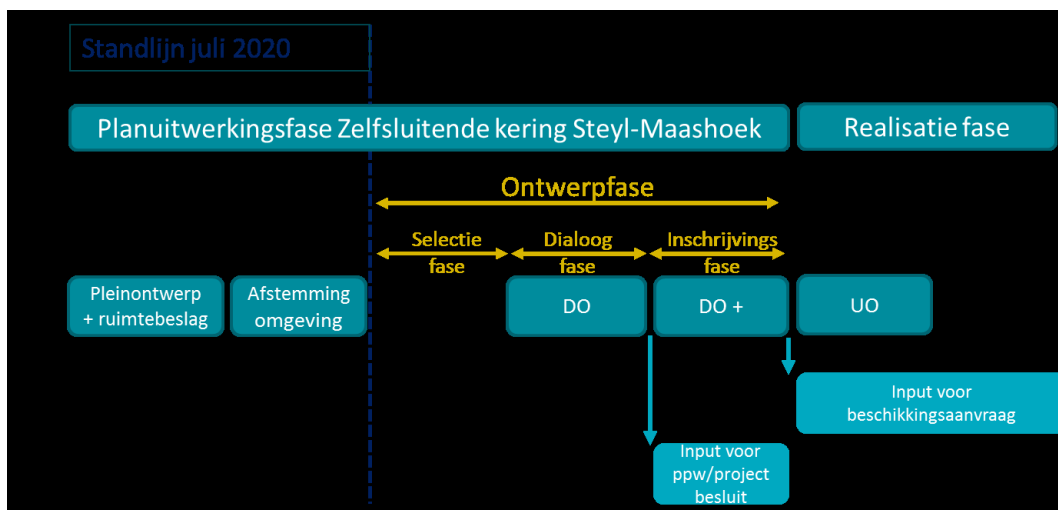 Standlijn juli 2020
Planuitwerkingsfase Zelfsluitende kering Steyl-Maashoek
Realisatie fase
Ontwerpfase
Selectie
fase
Dialoog
fase
Inschrijvings
fase
Pleinontwerp
+ ruimtebeslag
Afstemming
omgeving
DO
DO +
UO
Input voor
beschikkingsaanvraag
Input voor
ppw/project
besluit